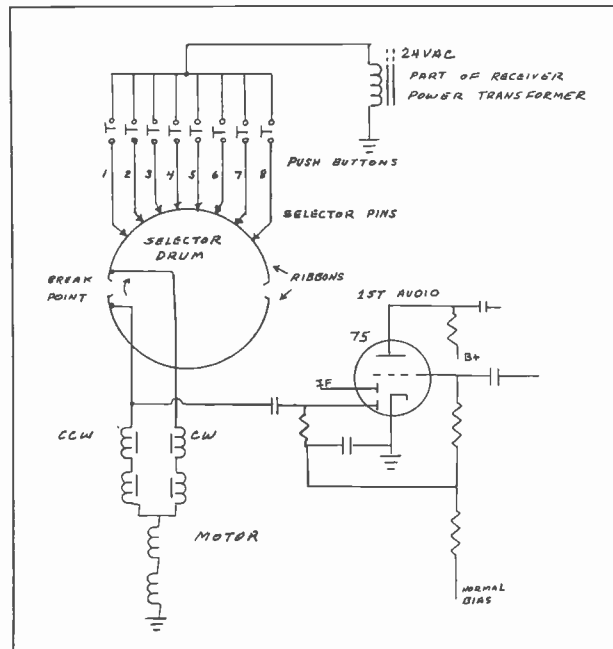 24VAC
PART OF RECEIVER
POWER TRANSFORMER
T T T T T T T T
PUSH BUTTONS
1 2 3 4 5 6 7 8
SELECTOR PINS
SELECTOR
DRUM
BREAK
POINT
RIBBONS
1ST AUDIO
75
B+
IF
CCW
CW
MOTOR
NORMAL
BIAS